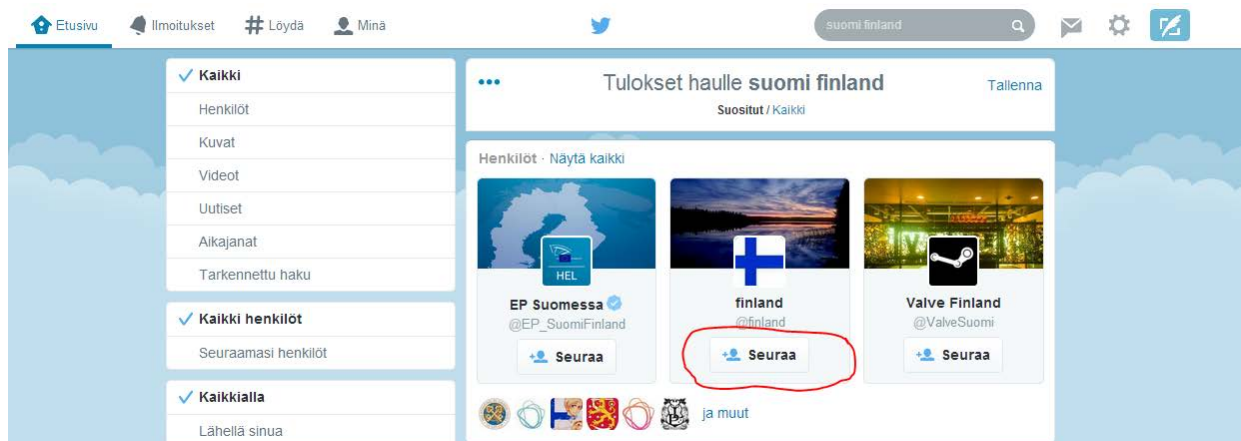 Etusivu Ilmoitukset Löydä Minä suomi finland
Kaikki
Henkilöt
Kuvat
Videot
Uutiset
Aikajanat
Tarkennettu haku
Kaikki henkilöt
Seuraamasi henkilöt
Kaikkialla
Lähellä sinua
Tulokset haulle suomi finland Tallenna
Suositut / Kaikki
Henkilöt · Näytä kaikki
HEL
EP Suomessa
@EP_SuomiFinland
Seuraa
finland
@finland
Seuraa
Valve Finland
@ValveSuomi
Seuraa
ja muut